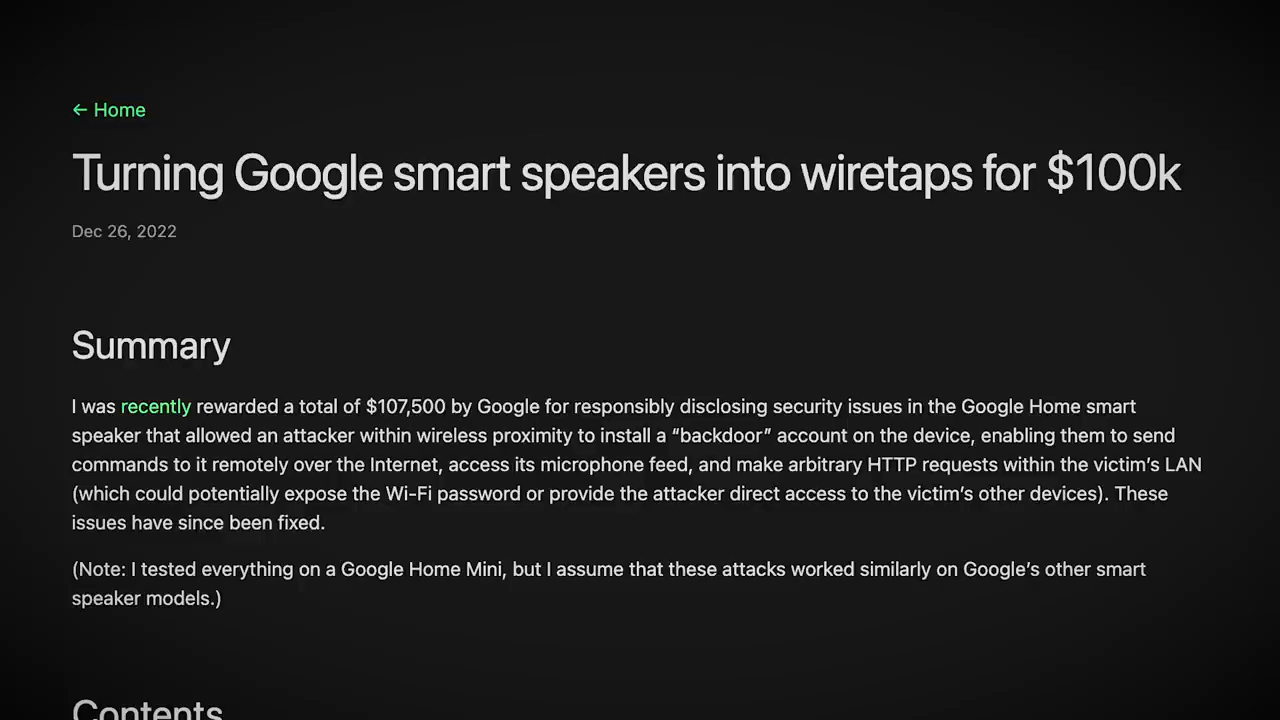 ← Home
Turning Google smart speakers into wiretaps for $100k
Dec 26, 2022
Summary
I was recently rewarded a total of $107,500 by Google for responsibly disclosing security issues in the Google Home smart
speaker that allowed an attacker within wireless proximity to install a “backdoor” account on the device, enabling them to send
commands to it remotely over the Internet, access its microphone feed, and make arbitrary HTTP requests within the victim’s LAN
(which could potentially expose the Wi-Fi password or provide the attacker direct access to the victim’s other devices). These
issues have since been fixed.
(Note: I tested everything on a Google Home Mini, but I assume that these attacks worked similarly on Google’s other smart
speaker models.)
Contents